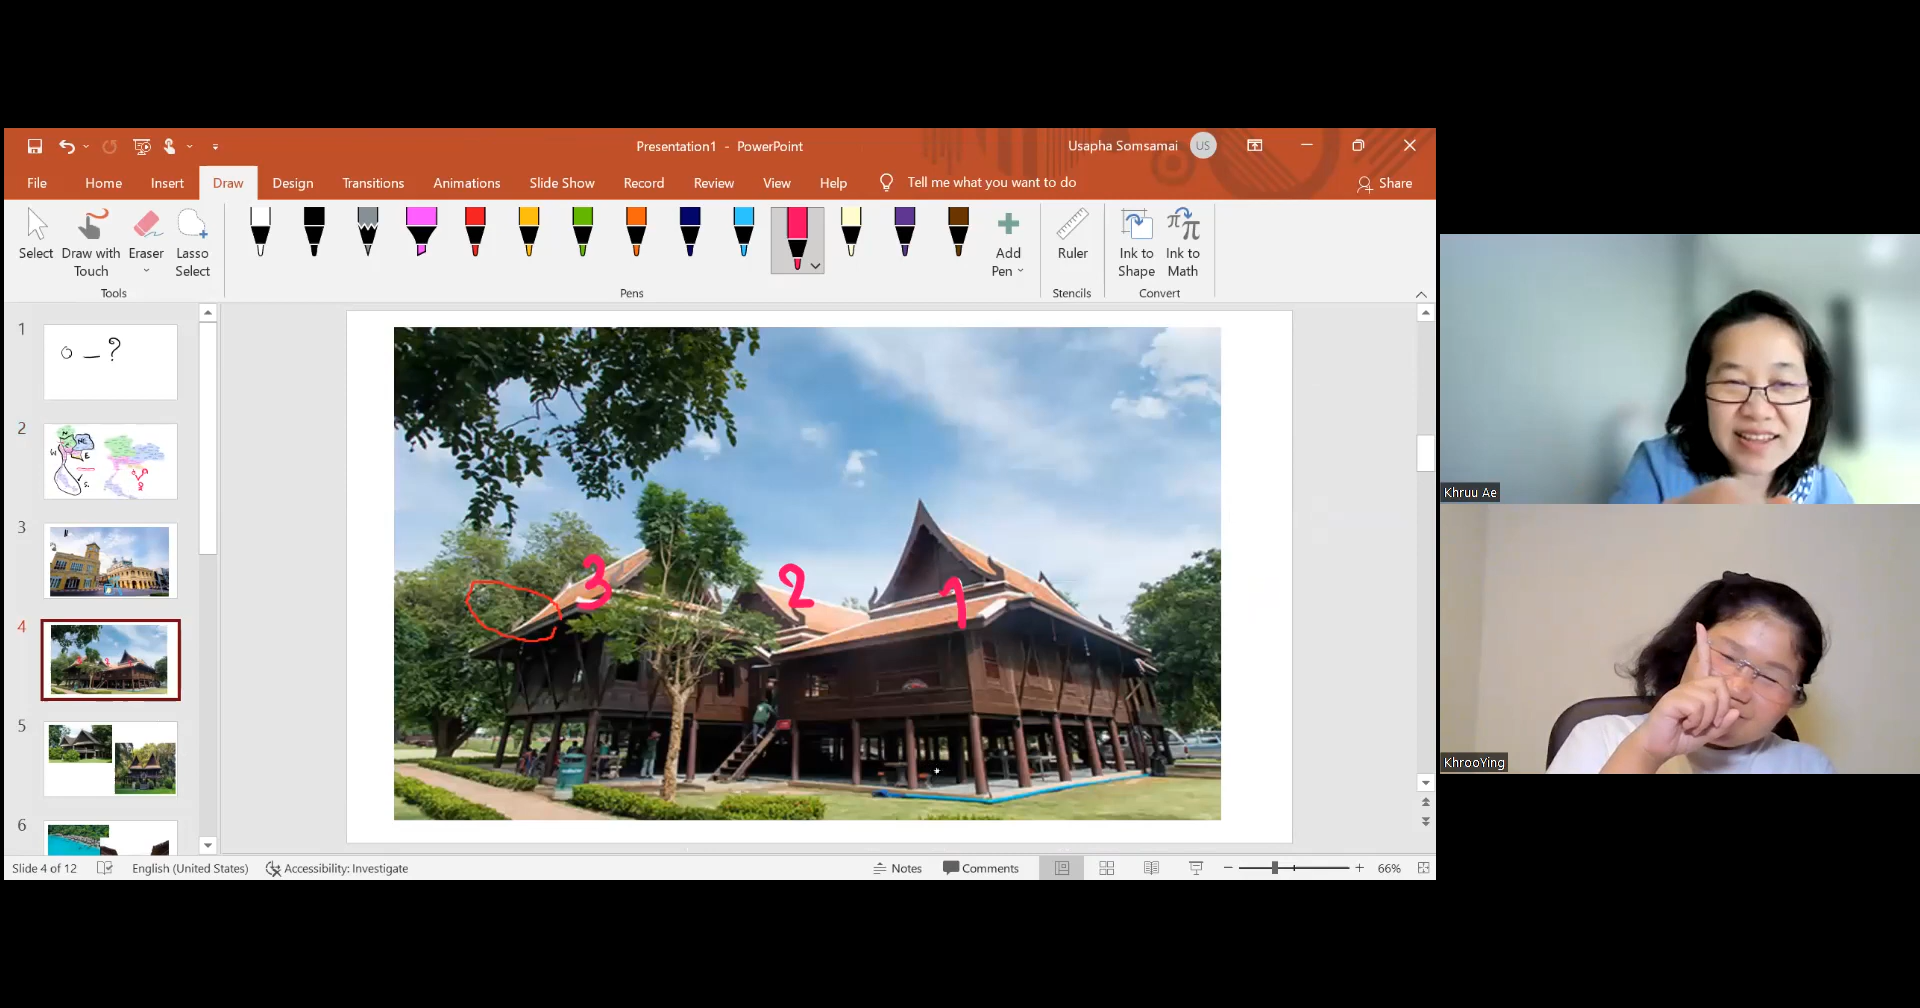 Presentation1 - PowerPoint
Usapha Somsamai
US
File
Home
Insert
Draw
Design
Transitions
Animations
Slide Show
Record
Review
View
Help
Tell me what you want to do
Share
Select
Draw with
Touch
Eraser
Lasso
Select
Add
Pen
Ruler
Ink to
Shape
Ink to
Math
Tools
Pens
Stencils
Convert
1
o - ?
2
N
NE
W
E
S.
3
4
5
6
3
2
1
Khruu Ae
KhrooYing
Slide 4 of 12
English (United States)
Accessibility: Investigate
Notes
Comments
66%